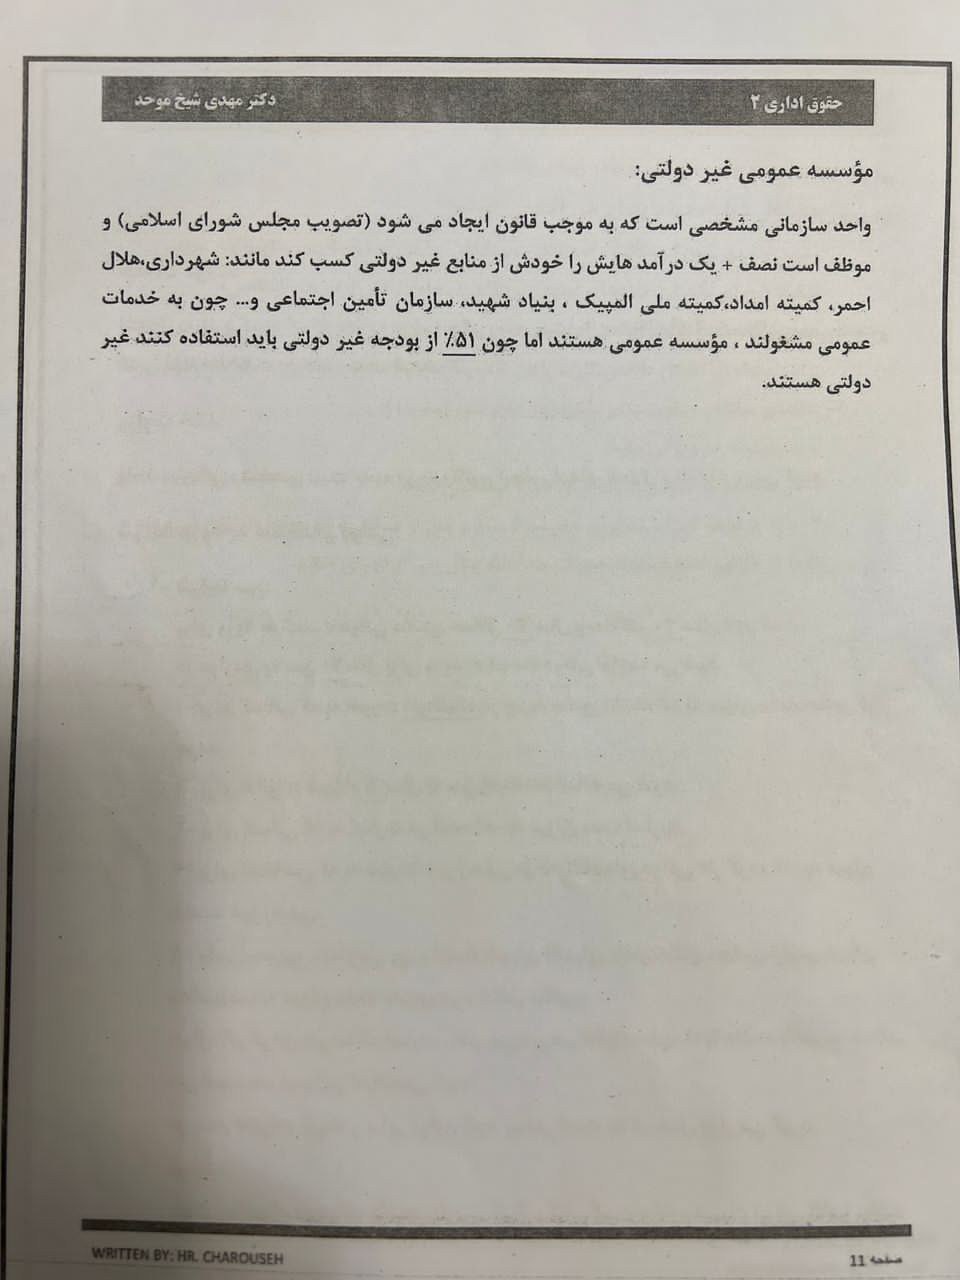 حقوق اداری ۲
دکتر مهدی شیخ موحد
مؤسسه عمومی غیر دولتی:
واحد سازمانی مشخصی است که به موجب قانون ایجاد می شود (تصویب مجلس شورای اسلامی) و
موظف است نصف + یک درآمد هایش را خودش از منابع غیر دولتی کسب کند مانند: شهرداری،هلال
احمر، کمیته امداد،کمیته ملی المپیک ، بنیاد شهید، سازمان تأمین اجتماعی و... چون به خدمات
عمومی مشغولند ، مؤسسه عمومی هستند اما چون ۵۱٪ از بودجه غیر دولتی باید استفاده کنند غیر
دولتی هستند.
صفحه 11
WRITTEN BY: HR. CHAROUSEH